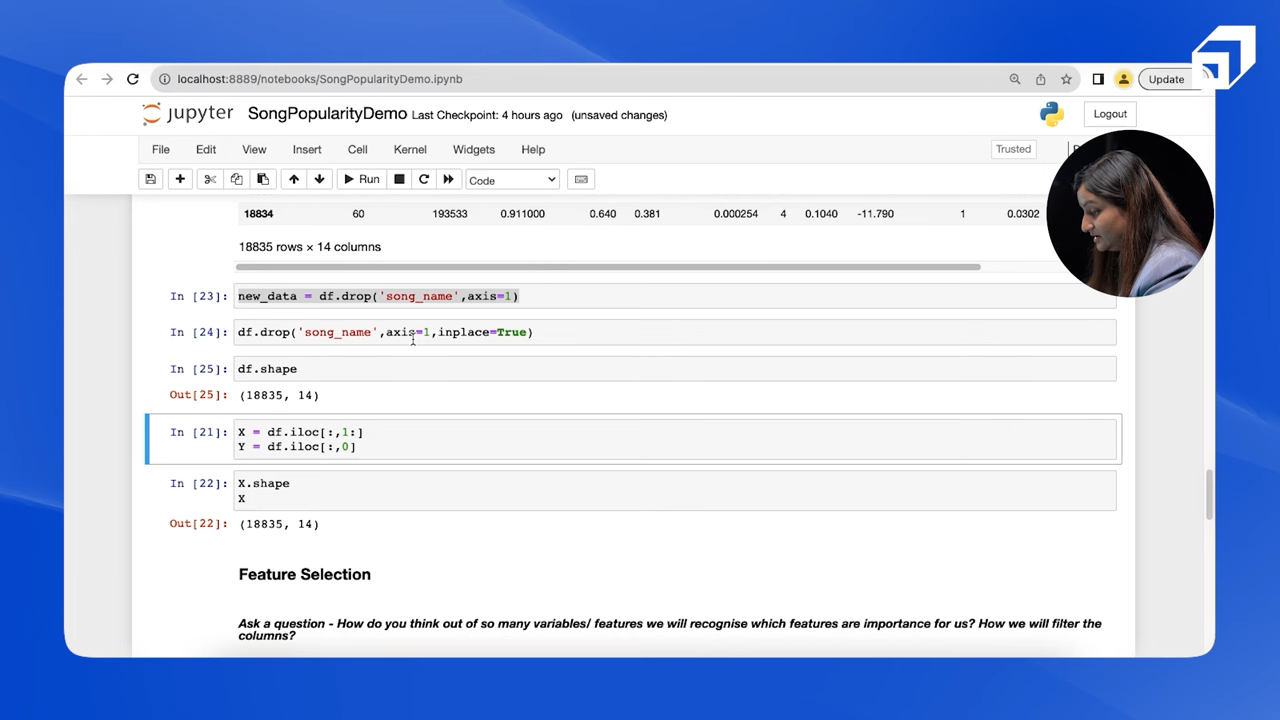 localhost:8889/notebooks/SongPopularityDemo.ipynb
Update
jupyter SongPopularityDemo Last Checkpoint: 4 hours ago (unsaved changes)
Logout
File Edit View Insert Cell Kernel Widgets Help
Trusted
Run
Code
18834 60 193533 0.911000 0.640 0.381 0.000254 4 0.1040 -11.790 1 0.0302
18835 rows × 14 columns
In [23]: new_data = df.drop('song_name',axis=1)
In [24]: df.drop('song_name',axis=1,inplace=True)
In [25]: df.shape
Out[25]: (18835, 14)
In [21]: X = df.iloc[:,1:]
Y = df.iloc[:,0]
In [22]: X.shape
X
Out[22]: (18835, 14)
Feature Selection
Ask a question - How do you think out of so many variables/ features we will recognise which features are importance for us? How we will filter the
columns?